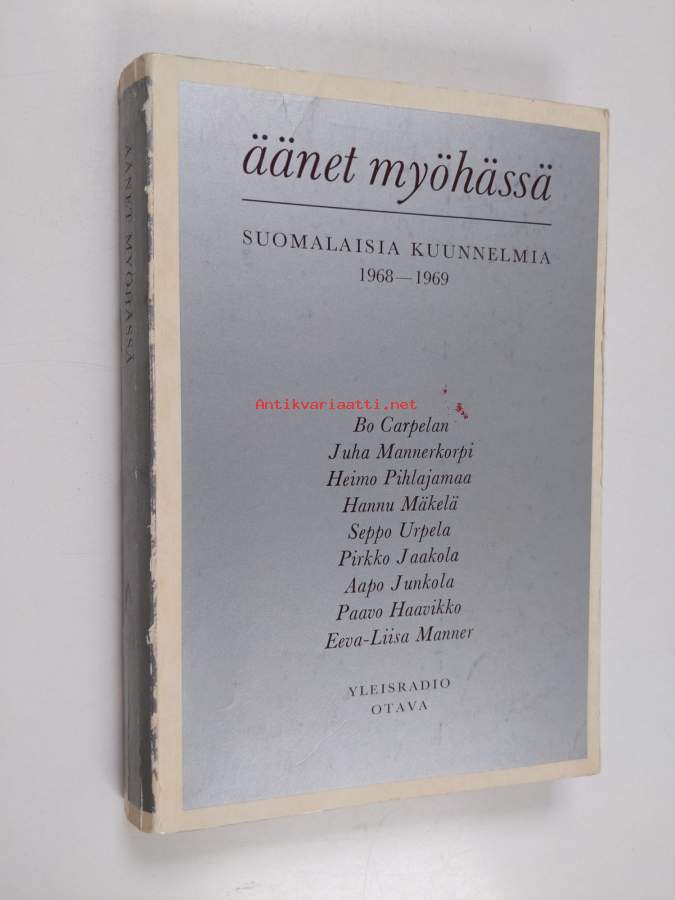 ÄÄNET MYÖHÄSSÄ
äänet myöhässä
SUOMALAISIA KUUNNELMIA
1968—1969
Antikvariaatti.net
Bo Carpelan
Juha Mannerkorpi
Heimo Pihlajamaa
Hannu Mäkelä
Seppo Urpela
Pirkko Jaakola
Aapo Junkola
Paavo Haavikko
Eeva-Liisa Manner
YLEISRADIO
OTAVA